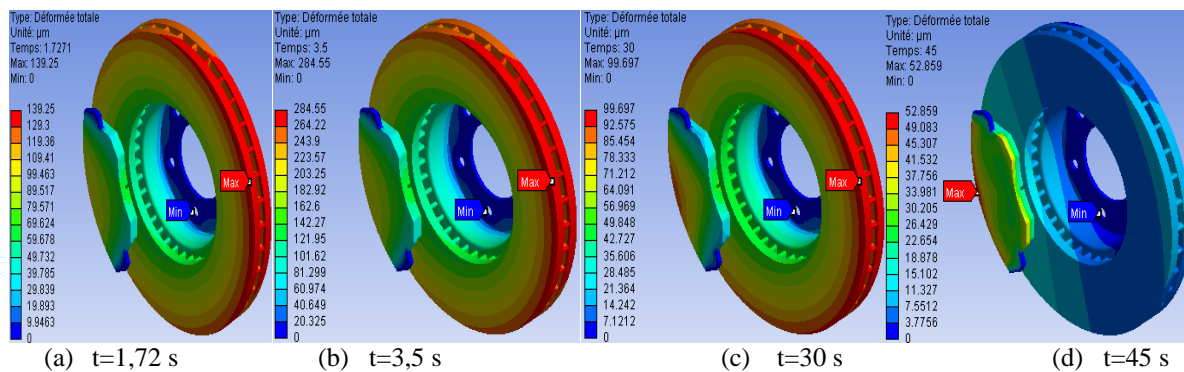 Type: Déformée totale
Unité: µm
Temps: 1.7271
Max: 139.25
Min: 0
139.25
129.3
119.36
109.41
99.463
89.517
79.571
69.624
59.678
49.732
39.785
29.839
19.893
9.9463
0
Max
Min
(a) t=1,72 s
Type: Déformée totale
Unité: µm
Temps: 3.5
Max: 284.55
Min: 0
284.55
264.22
243.9
223.57
203.25
182.92
162.6
142.27
121.95
101.62
81.299
60.974
40.649
20.325
0
Max
Min
(b) t=3,5 s
Type: Déformée totale
Unité: µm
Temps: 30
Max: 99.697
Min: 0
99.697
92.575
85.454
78.333
71.212
64.091
56.969
49.848
42.727
35.606
28.485
21.364
14.242
7.1212
0
Max
Min
(c) t=30 s
Type: Déformée totale
Unité: µm
Temps: 45
Max: 52.859
Min: 0
52.859
49.083
45.307
41.532
37.756
33.981
30.205
26.429
22.654
18.878
15.102
11.327
7.5512
3.7756
0
Max
Min
(d) t=45 s